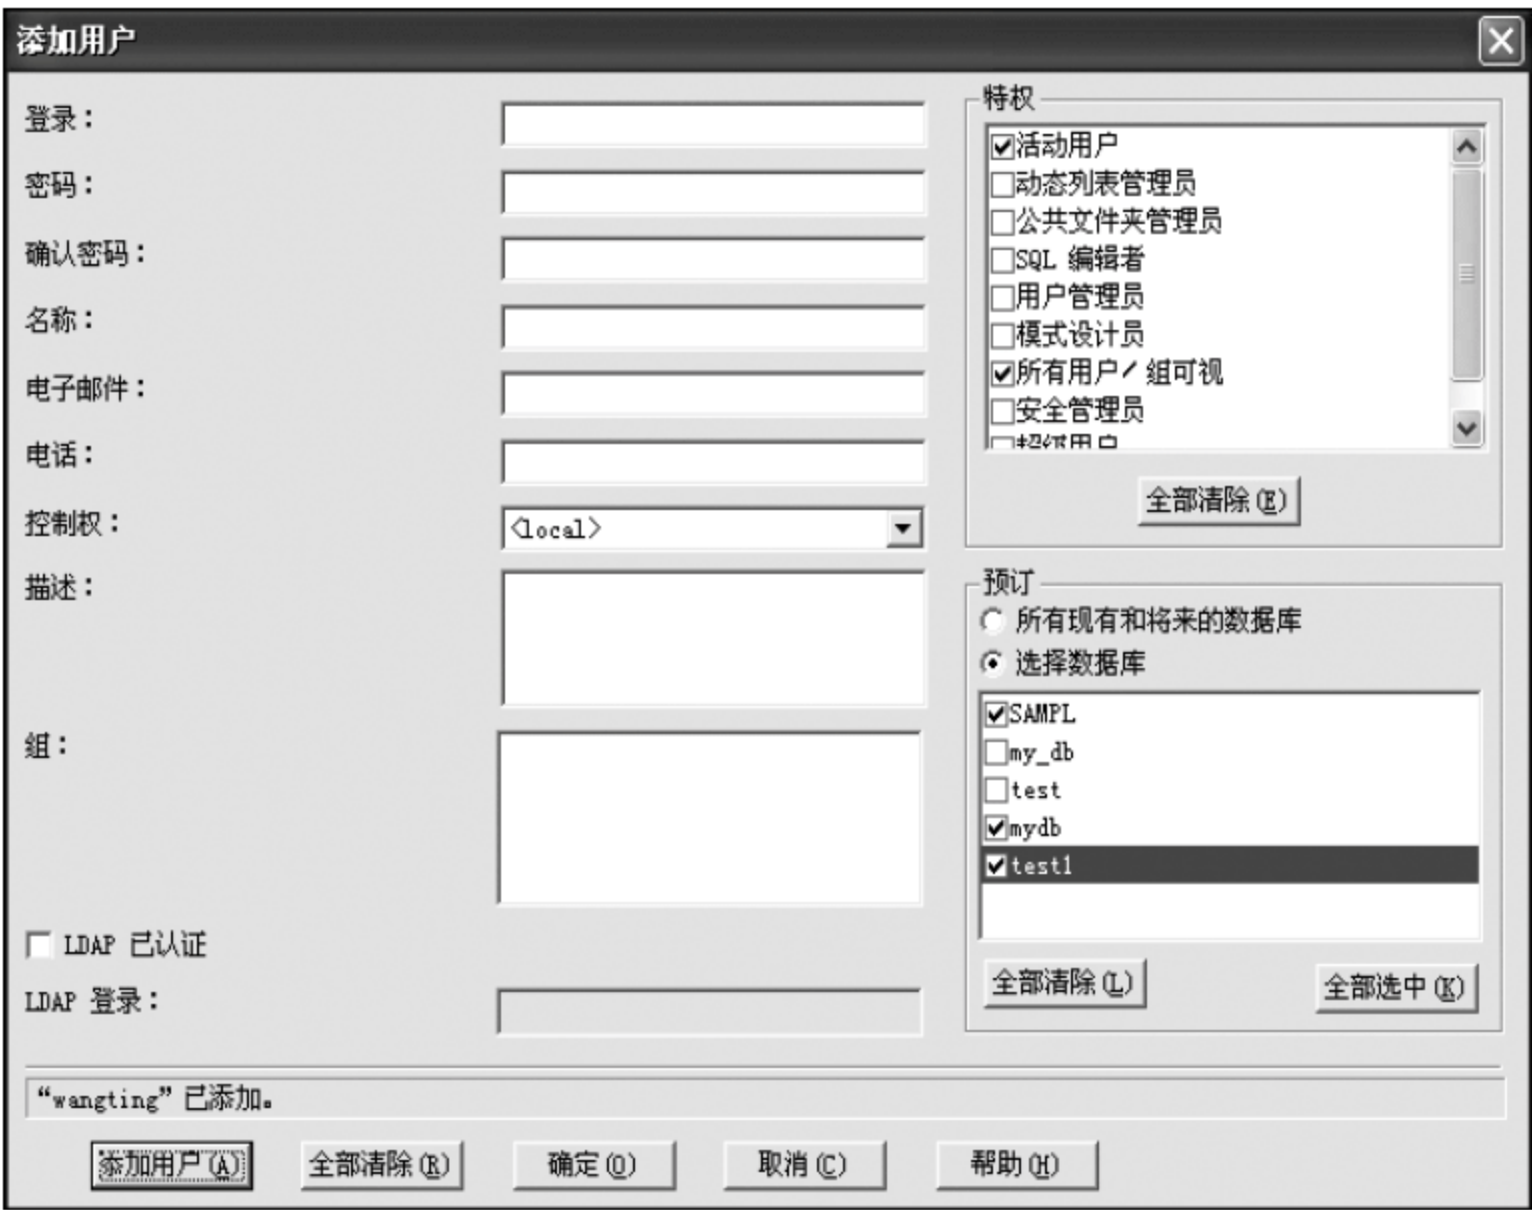 添加用户
登录：
密码：
确认密码：
名称：
电子邮件：
电话：
控制权：
<local>
描述：
组：
LDAP 已认证
LDAP 登录：
特权
活动用户
动态列表管理员
公共文件夹管理员
SQL 编辑者
用户管理员
模式设计员
所有用户/ 组可视
安全管理员
超级用户
全部清除(E)
预订
所有现有和将来的数据库
选择数据库
SAMPL
my_db
test
mydb
test1
全部清除(L)
全部选中(K)
“wangting” 已添加。
添加用户(A)
全部清除(R)
确定(O)
取消(C)
帮助(H)